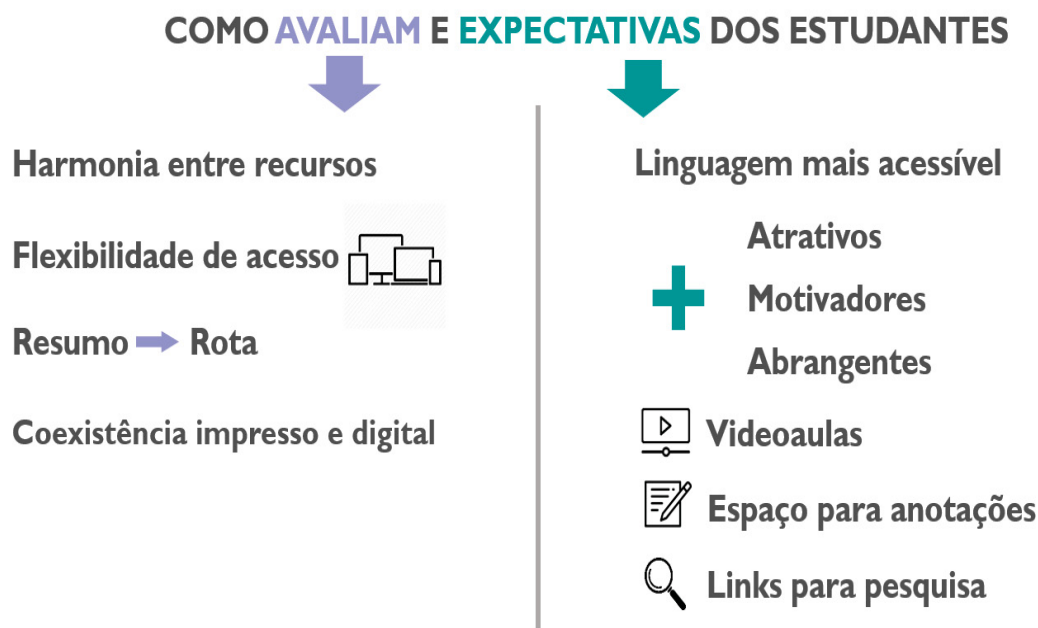 COMO AVALIAM E EXPECTATIVAS DOS ESTUDANTES
Harmonia entre recursos
Flexibilidade de acesso
Resumo Rota
Coexistência impresso e digital
Linguagem mais acessível
Atrativos
Motivadores
Abrangentes
Videoaulas
Espaço para anotações
Links para pesquisa